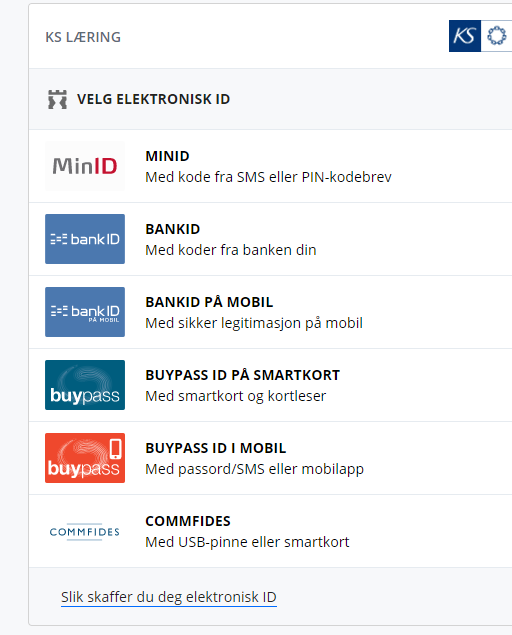 KS LÆRING
KS
VELG ELEKTRONISK ID
MinID
MINID
Med kode fra SMS eller PIN-kodebrev
bankID
BANKID
Med koder fra banken din
bankID
PÅ MOBIL
BANKID PÅ MOBIL
Med sikker legitimasjon på mobil
buypass
BUYPASS ID PÅ SMARTKORT
Med smartkort og kortleser
buypass
BUYPASS ID I MOBIL
Med passord/SMS eller mobilapp
COMMFIDES
COMMFIDES
Med USB-pinne eller smartkort
Slik skaffer du deg elektronisk ID